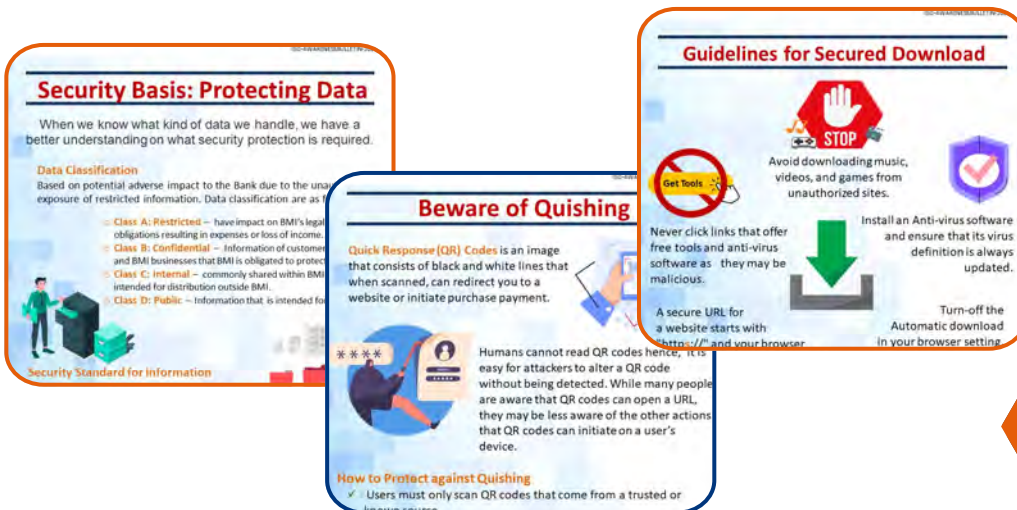 Security Basis: Protecting Data
When we know what kind of data we handle, we have a
better understanding on what security protection is required.
Data Classification
Based on potential adverse impact to the Bank due to the
exposure of restricted information. Data classification are as
Class A: Restricted – have impact on BMI's legal
obligations resulting in expenses or loss of income.
Class B: Confidential – Information of customer
and BMI businesses that BMI is obligated to protect
Class C: Internal – commonly shared within BMI
intended for distribution outside BMI.
Class D: Public – Information that is intended
Security Standard for Information
Beware of Quishing
Quick Response (QR) Codes is an image
that consists of black and white lines that
when scanned, can redirect you to a
website or initiate purchase payment.
****
Humans cannot read QR codes hence, it is
easy for attackers to alter a QR code
without being detected. While many people
are aware that QR codes can open a URL,
they may be less aware of the other actions
that QR codes can initiate on a user's
device.
How to Protect against Quishing
✓ Users must only scan QR codes that come from a trusted or
known source
Guidelines for Secured Download
STOP
Avoid downloading music,
videos, and games from
unauthorized sites.
Get Tools
Never click links that offer
free tools and anti-virus
software as they may be
malicious.
Install an Anti-virus software
and ensure that its virus
definition is always
updated.
A secure URL for
a website starts with
"https://" and your browser
Turn-off the
Automatic download
in your browser setting